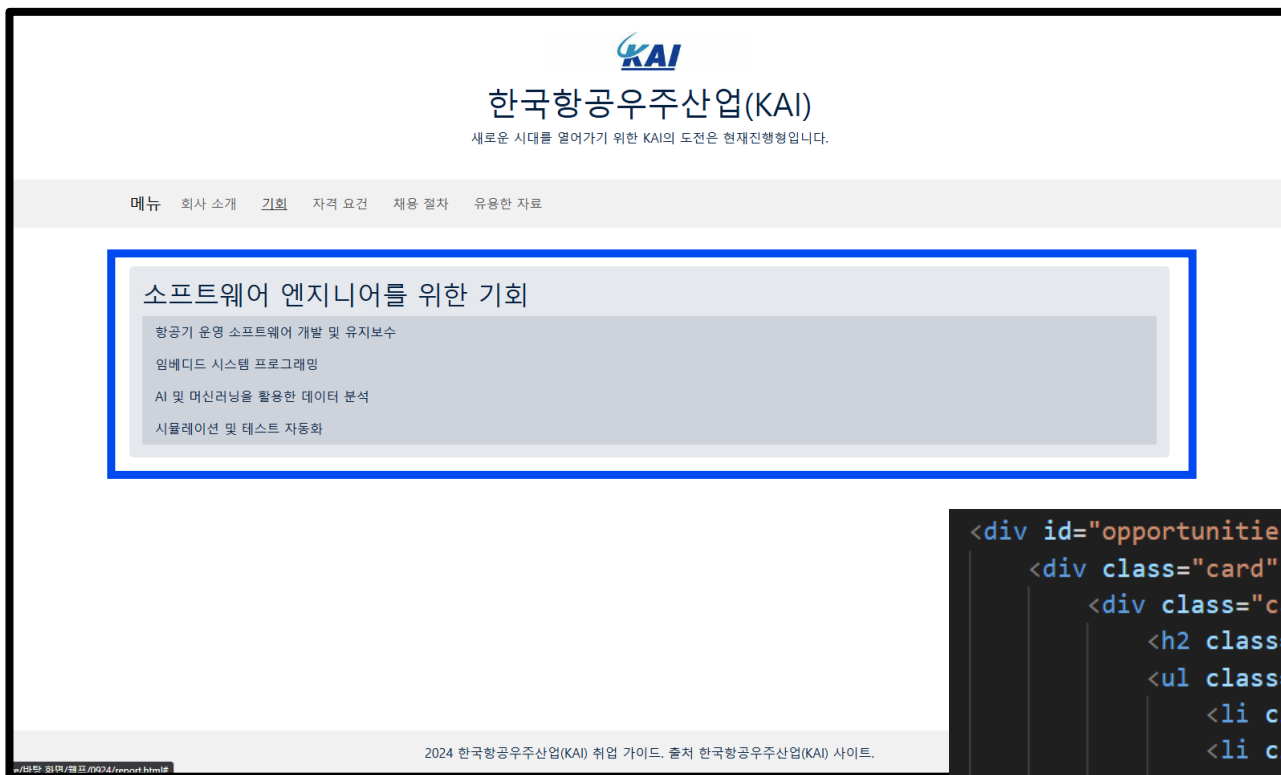 KAI
한국항공우주산업(KAI)
새로운 시대를 열어가기 위한 KAI의 도전은 현재진행형입니다.
메뉴 회사 소개 기회 자격 요건 채용 절차 유용한 자료
소프트웨어 엔지니어를 위한 기회
항공기 운영 소프트웨어 개발 및 유지보수
임베디드 시스템 프로그래밍
AI 및 머신러닝을 활용한 데이터 분석
시뮬레이션 및 테스트 자동화
<div id="opportunitie
<div class="card"
<div class="c
<h2 class=
<ul class=
<li c
<li c
2024 한국항공우주산업(KAI) 취업 가이드. 출처 한국항공우주산업(KAI) 사이트.
e/바탕 화면/웹프/0924/report.html#